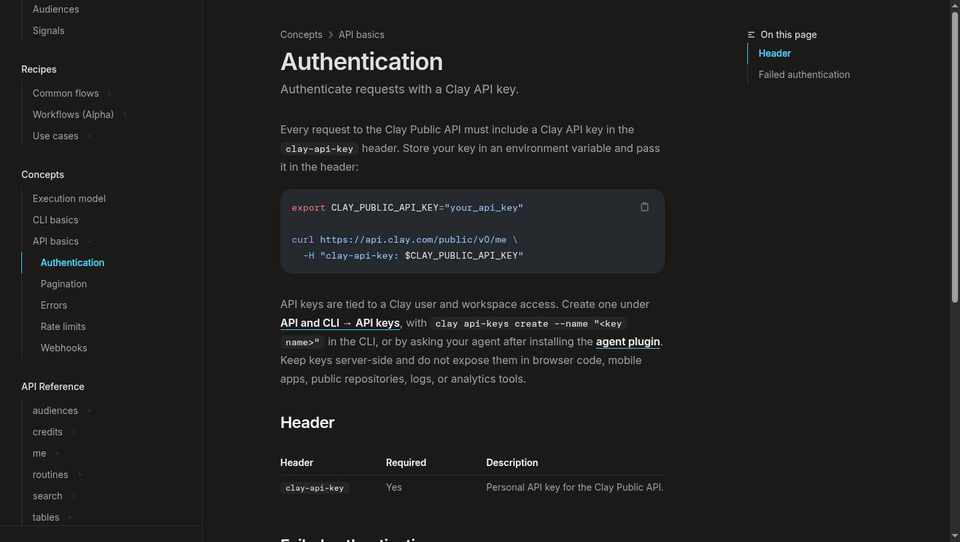 Audiences
Signals
Recipes
Common flows
Workflows (Alpha)
Use cases
Concepts
Execution model
CLI basics
API basics
Authentication
Pagination
Errors
Rate limits
Webhooks
API Reference
audiences
credits
me
routines
search
tables
Concepts > API basics
Authentication
Authenticate requests with a Clay API key.
Every request to the Clay Public API must include a Clay API key in the
clay-api-key header. Store your key in an environment variable and pass
it in the header:
export CLAY_PUBLIC_API_KEY="your_api_key"
curl https://api.clay.com/public/v0/me \
-H "clay-api-key: $CLAY_PUBLIC_API_KEY"
API keys are tied to a Clay user and workspace access. Create one under
API and CLI → API keys, with clay api-keys create --name "<key
name>" in the CLI, or by asking your agent after installing the agent plugin.
Keep keys server-side and do not expose them in browser code, mobile
apps, public repositories, logs, or analytics tools.
Header
Header Required Description
clay-api-key Yes Personal API key for the Clay Public API.
Failed authentication
On this page
Header
Failed authentication